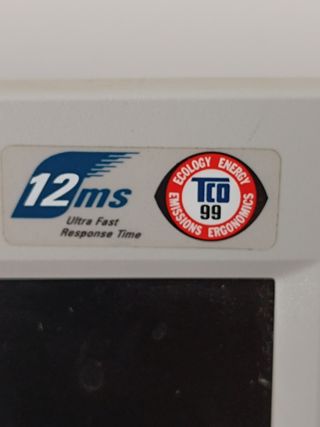 12ms
Ultra Fast
Response Time
ECOLOGY ENERGY
TCO
99
EMISSIONS ERGONOMICS